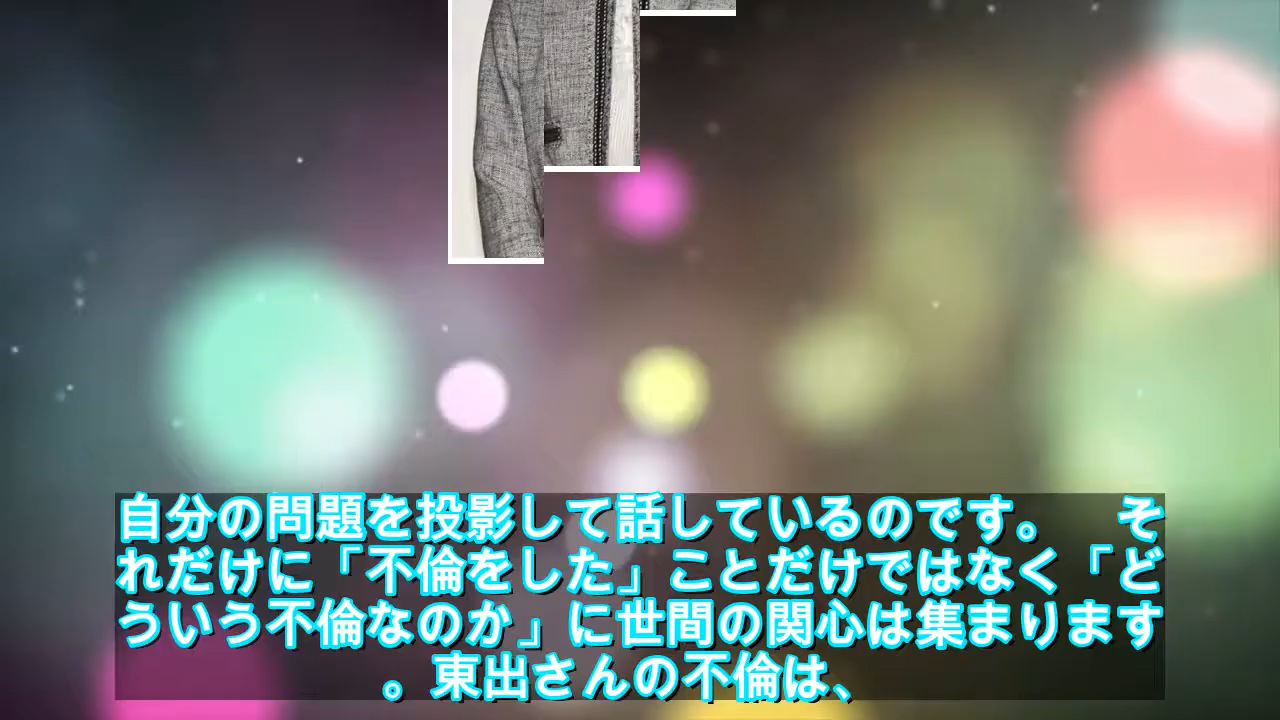 自分の問題を投影して話しているのです。　そ
れだけに「不倫をした」ことだけではなく「ど
ういう不倫なのか」に世間の関心は集まります
。東出さんの不倫は、